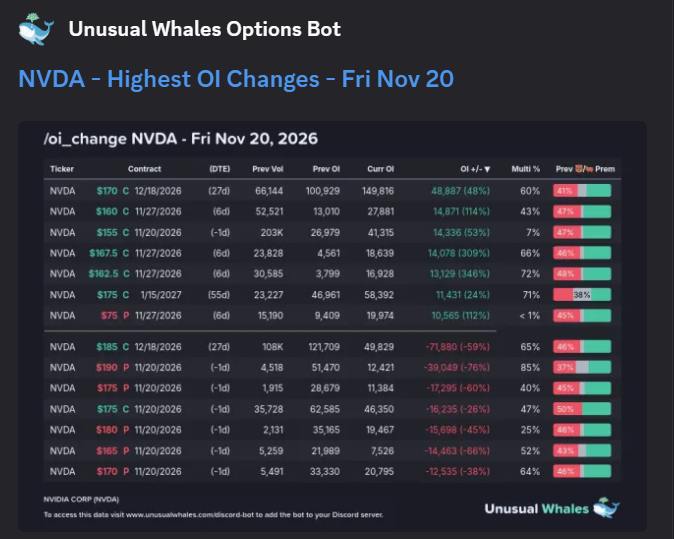 Unusual Whales Options Bot
NVDA - Highest OI Changes - Fri Nov 20
/oi_change NVDA - Fri Nov 20, 2026
Ticker Contract (DTE) Prev Vol Prev OI Curr OI OI +/- ▼ Multi % Prev 🐻/🐂 Prem
NVDA $170 C 12/18/2026 (27d) 66,144 100,929 149,816 48,887 (48%) 60% 41%
NVDA $160 C 11/27/2026 (6d) 52,521 13,010 27,881 14,871 (114%) 43% 47%
NVDA $155 C 11/20/2026 (-1d) 203K 26,979 41,315 14,336 (53%) 7% 47%
NVDA $167.5 C 11/27/2026 (6d) 23,828 4,561 18,639 14,078 (309%) 66% 46%
NVDA $162.5 C 11/27/2026 (6d) 30,585 3,799 16,928 13,129 (346%) 72% 48%
NVDA $175 C 1/15/2027 (55d) 23,227 46,961 58,392 11,431 (24%) 71% 38%
NVDA $75 P 11/27/2026 (6d) 15,190 9,409 19,974 10,565 (112%) < 1% 45%
NVDA $185 C 12/18/2026 (27d) 108K 121,709 49,829 -71,880 (-59%) 65% 46%
NVDA $190 P 11/20/2026 (-1d) 4,518 51,470 12,421 -39,049 (-76%) 85% 37%
NVDA $175 P 11/20/2026 (-1d) 1,915 28,679 11,384 -17,295 (-60%) 40% 45%
NVDA $175 C 11/20/2026 (-1d) 35,728 62,585 46,350 -16,235 (-26%) 47% 50%
NVDA $180 P 11/20/2026 (-1d) 2,131 35,165 19,467 -15,698 (-45%) 25% 46%
NVDA $165 P 11/20/2026 (-1d) 5,259 21,989 7,526 -14,463 (-66%) 52% 43%
NVDA $170 P 11/20/2026 (-1d) 5,491 33,330 20,795 -12,535 (-38%) 64% 46%
NVIDIA CORP (NVDA)
To access this data visit www.unusualwhales.com/discord-bot to add the bot to your Discord server.
Unusual Whales